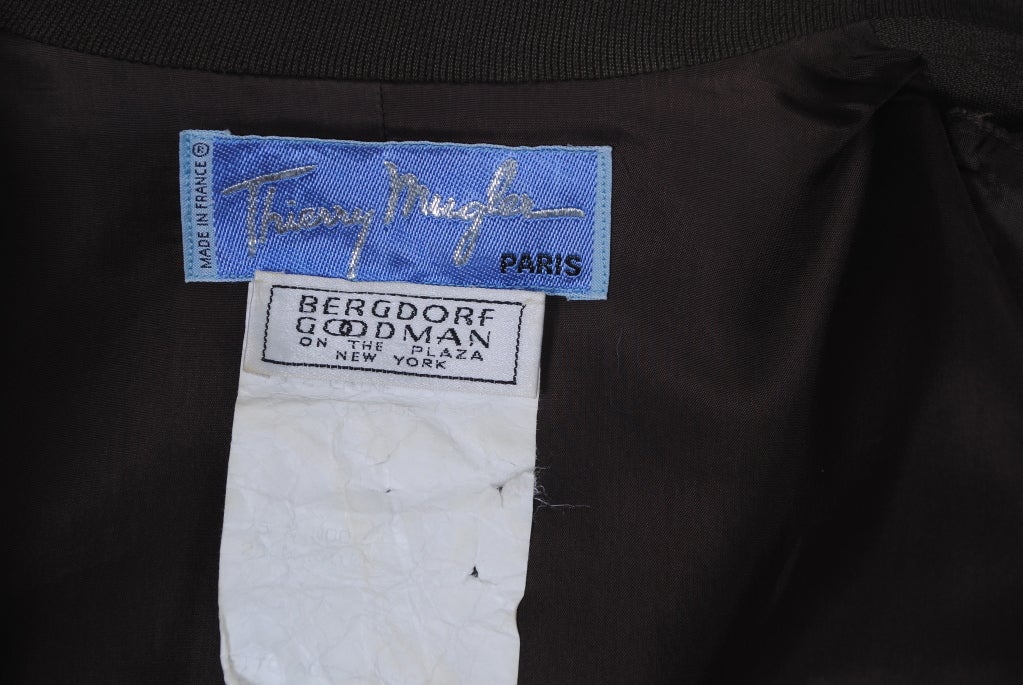 MADE IN FRANCE ®
Thierry Mugler
PARIS
BERGDORF
GOODMAN
ON THE PLAZA
NEW YORK